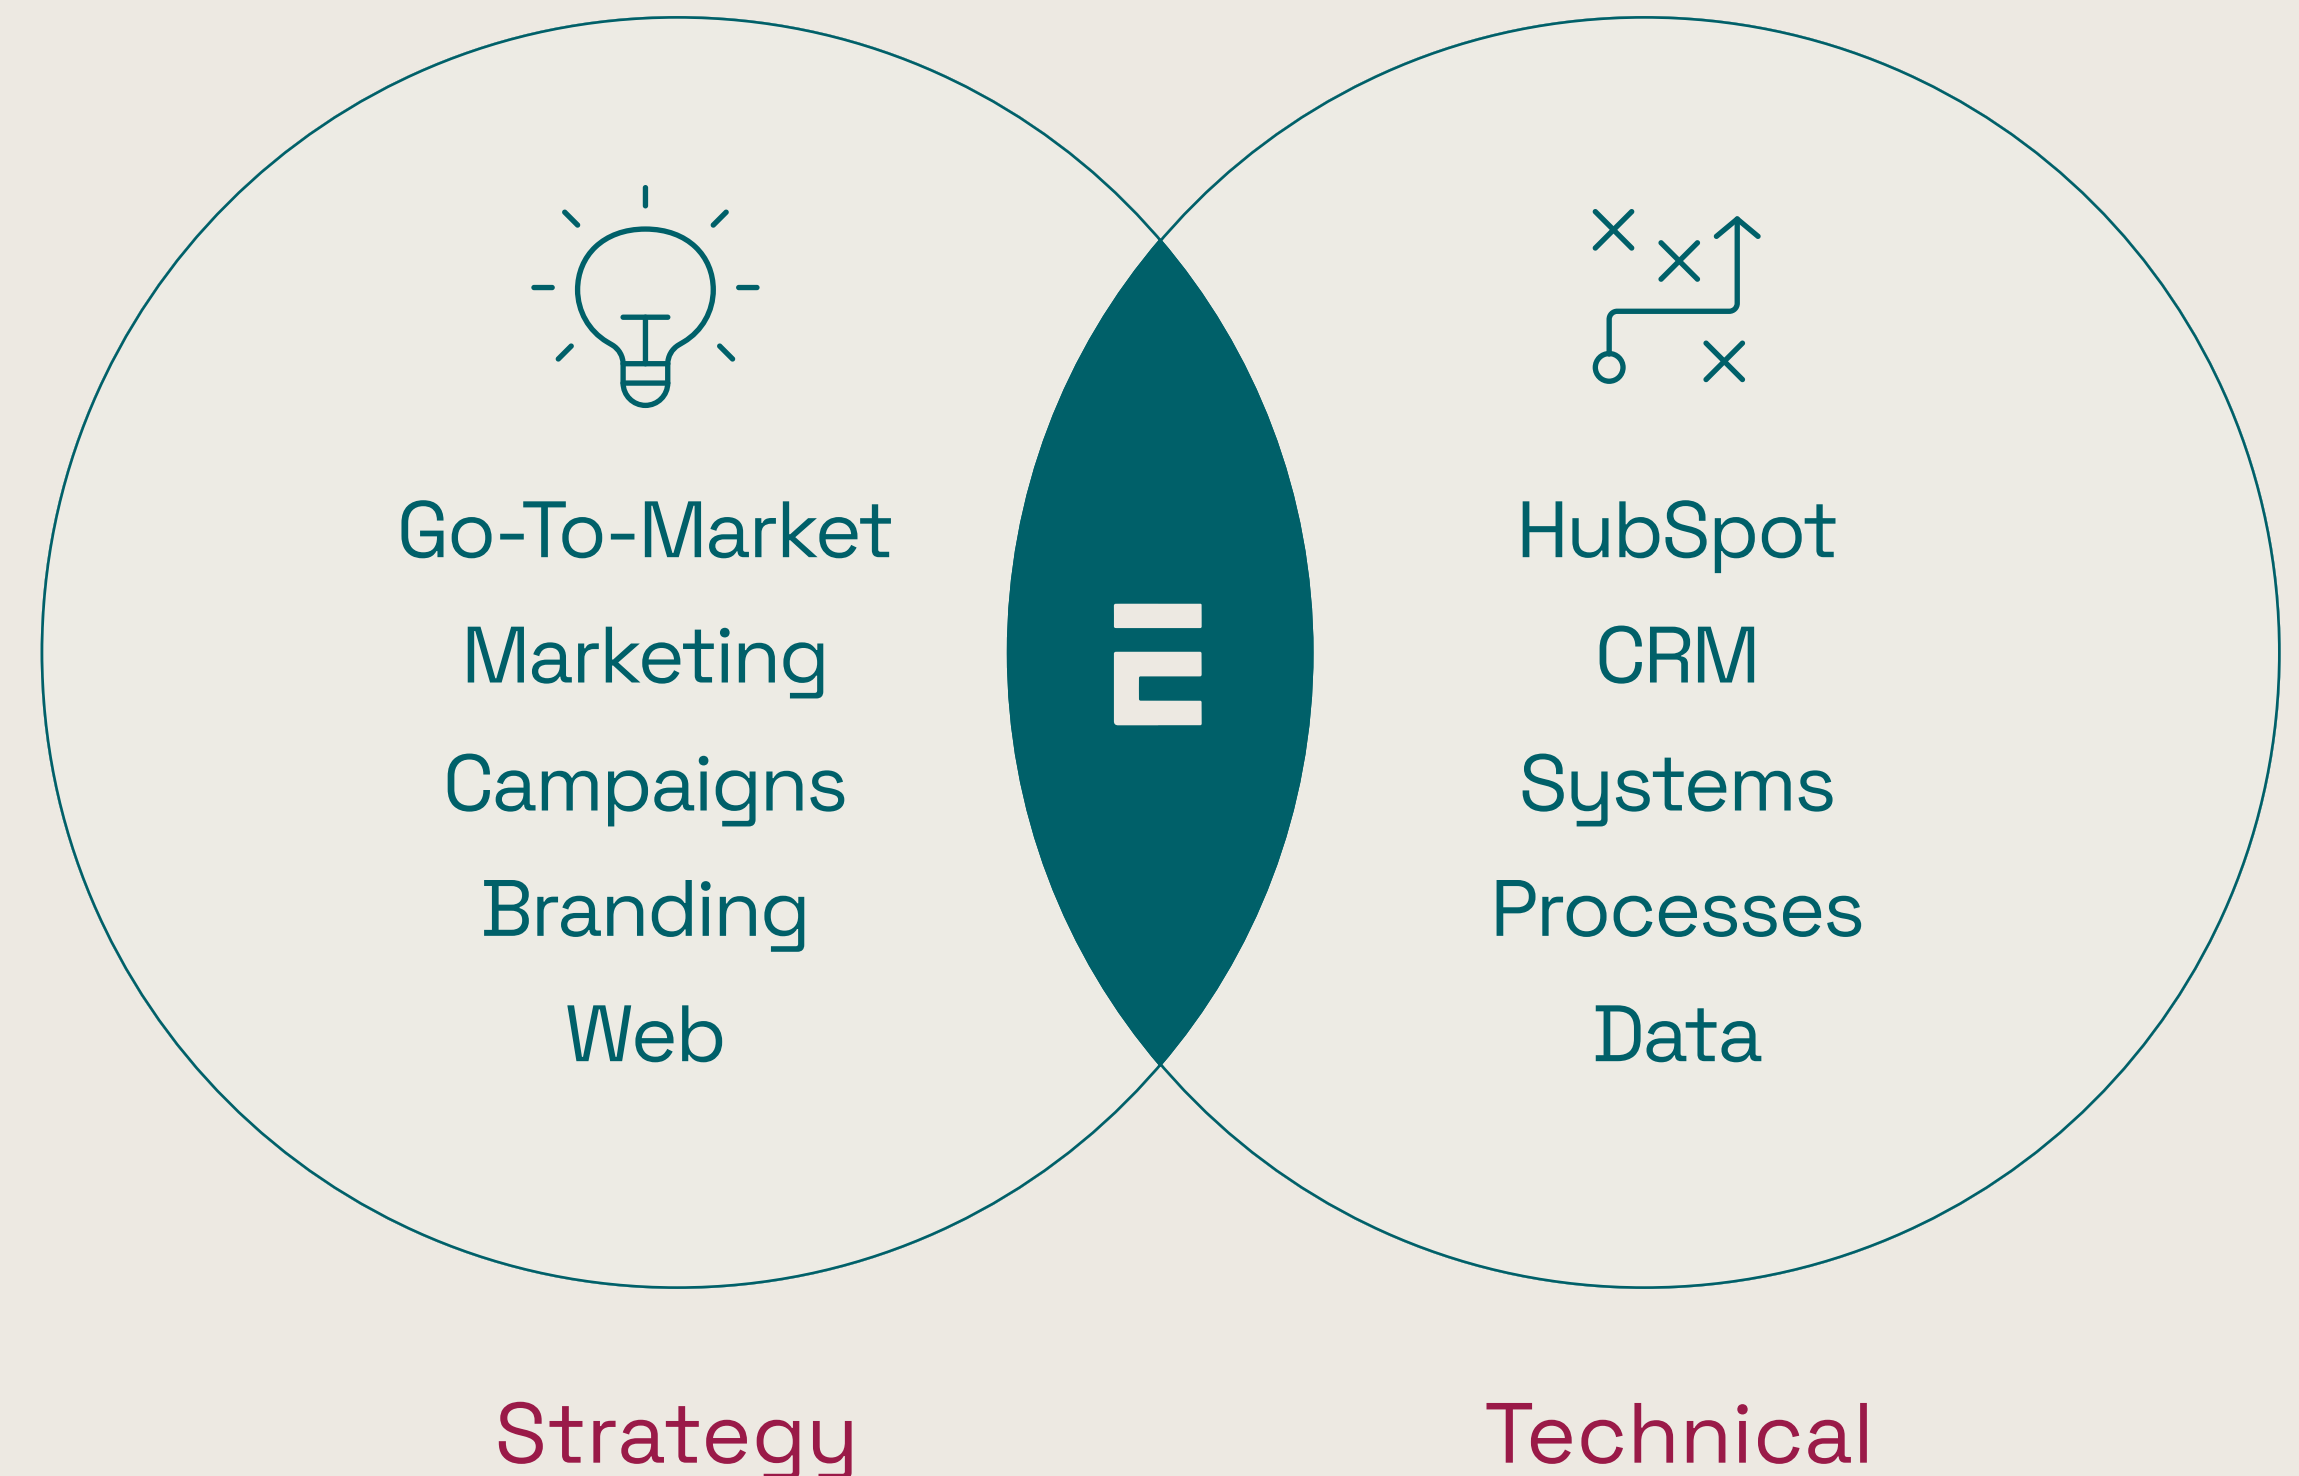 Go-To-Market
Marketing
Campaigns
Branding
Web
E
HubSpot
CRM
Systems
Processes
Data
Strategy
Technical